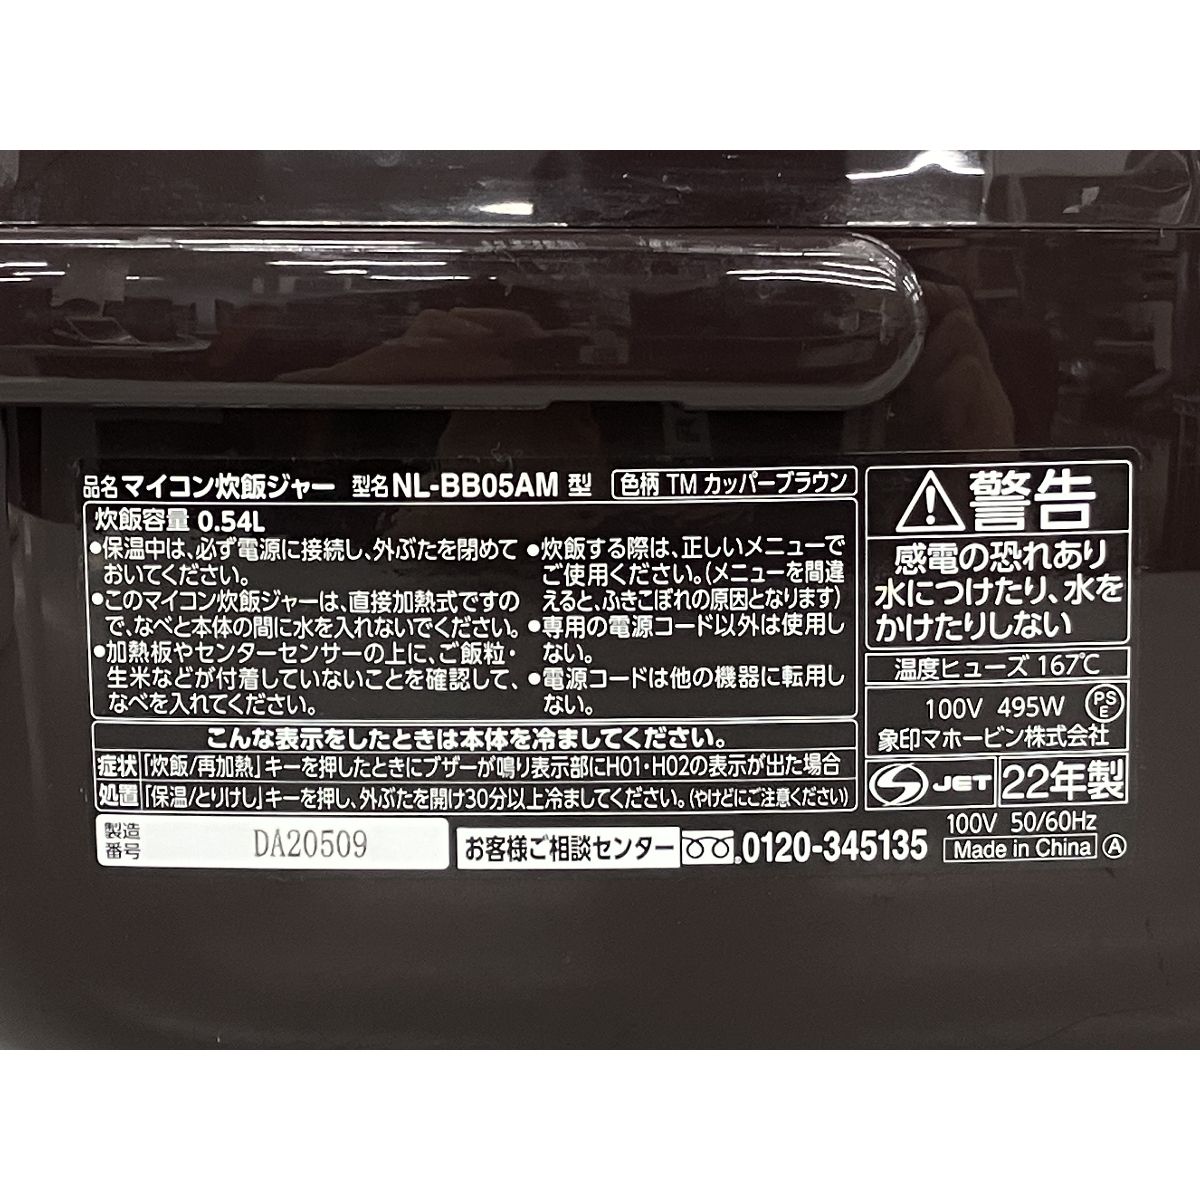 品名 マイコン炊飯ジャー 型名 NL-BB05AM 型 色柄 TM カッパーブラウン
炊飯容量 0.54L
●保温中は、必ず電源に接続し、外ぶたを閉めて
おいてください。
●このマイコン炊飯ジャーは、直接加熱式ですの
で、なべと本体の間に水を入れないでください。
●加熱板やセンターセンサーの上に、ご飯粒・
生米などが付着していないことを確認して、
なべを入れてください。
●炊飯する際は、正しいメニューで
ご使用ください。(メニューを間違
えると、ふきこぼれの原因となります)
●専用の電源コード以外は使用し
ない。
●電源コードは他の機器に転用し
ない。
こんな表示をしたときは本体を冷ましてください。
症状 「炊飯/再加熱」キーを押したときにブザーが鳴り表示部にH01・H02の表示が出た場合
処置 「保温/とりけし」キーを押し、外ぶたを開け30分以上冷ましてください。(やけどにご注意ください)
製造
番号
DA20509
お客様ご相談センター 0120-345135
⚠警告
感電の恐れあり
水につけたり、水を
かけたりしない
温度ヒューズ 167℃
100V 495W PSE
象印マホービン株式会社
S JET 22年製
100V 50/60Hz
Made in China Ⓐ